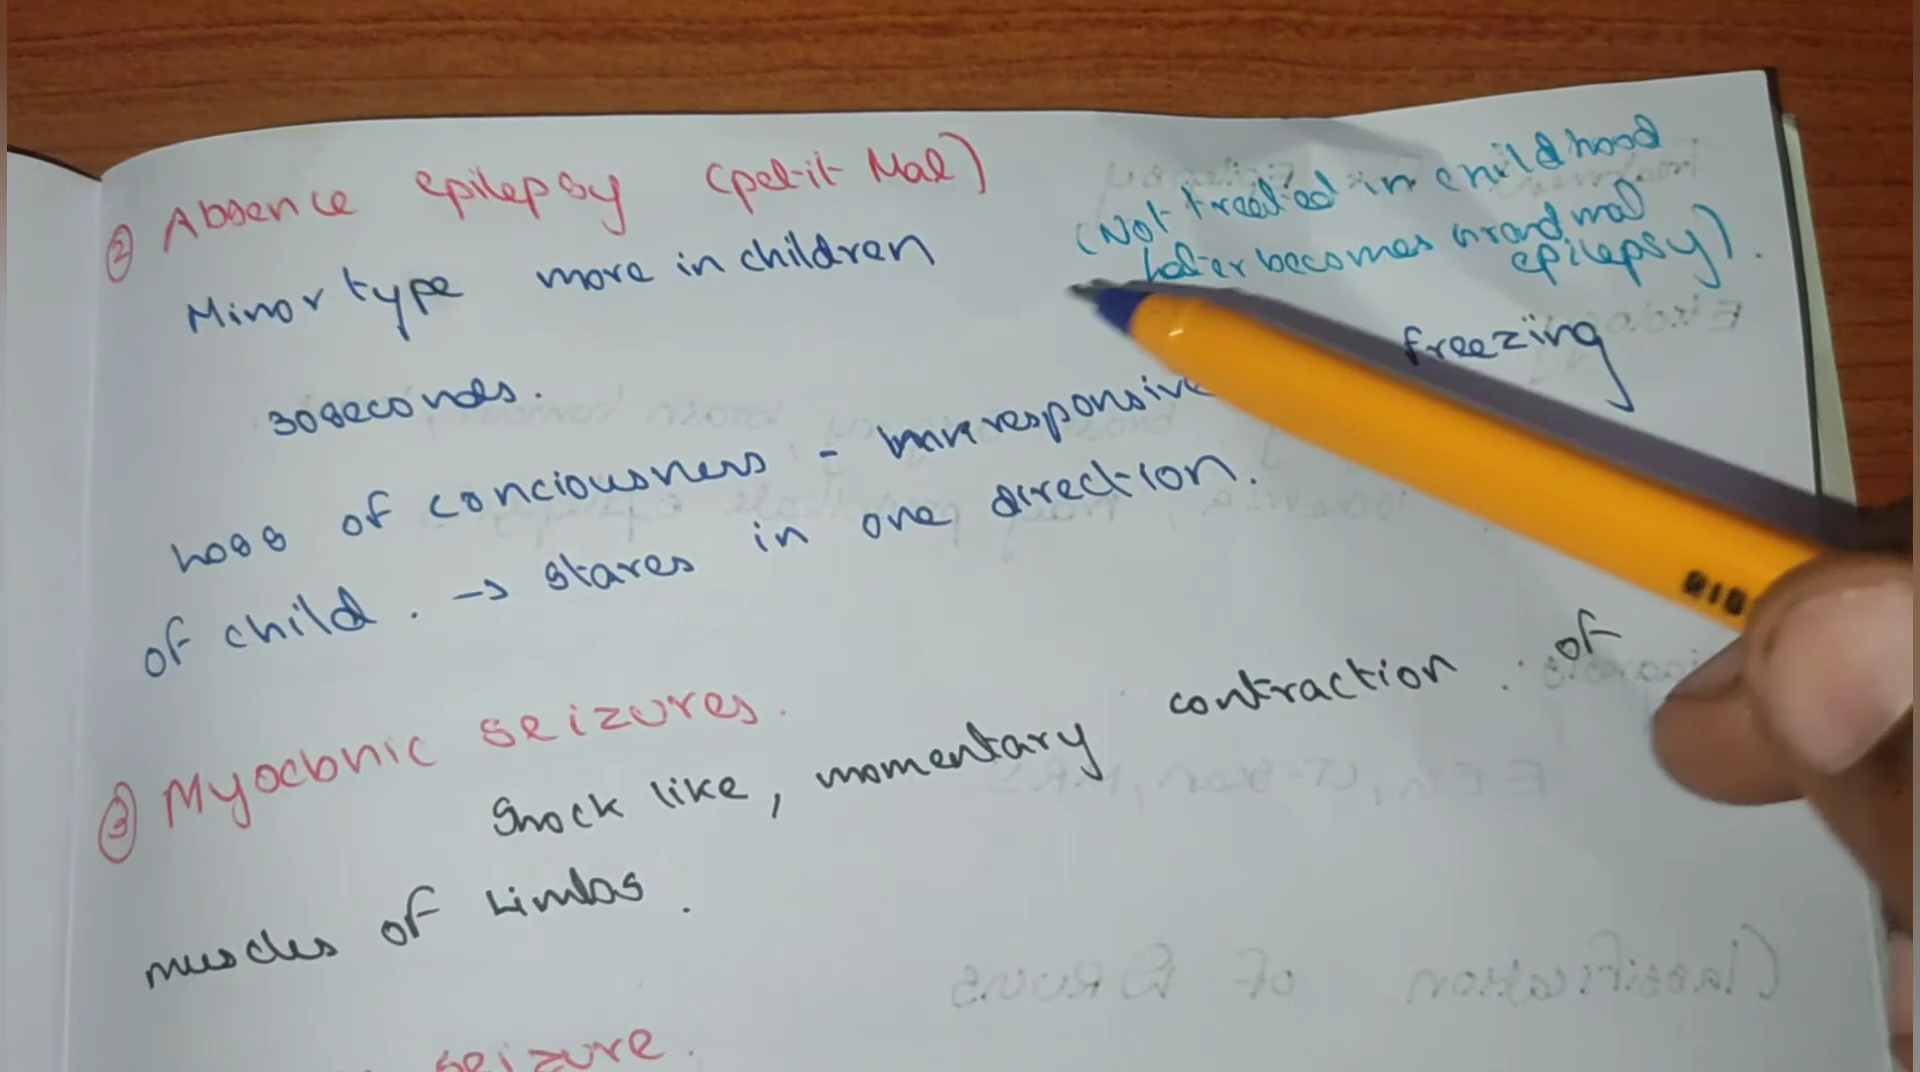 ② Absence epilepsy (petit Mal)
(Not treated in childhood
later becomes Grand mal
epilepsy).
Minor type more in children
30seconds.
Loss of conciousness - unresponsive freezing
of child. → stares in one direction.
③ Myoclonic seizures.
Shock like, momentary contraction. of
muscles of Limbs.
seizure.